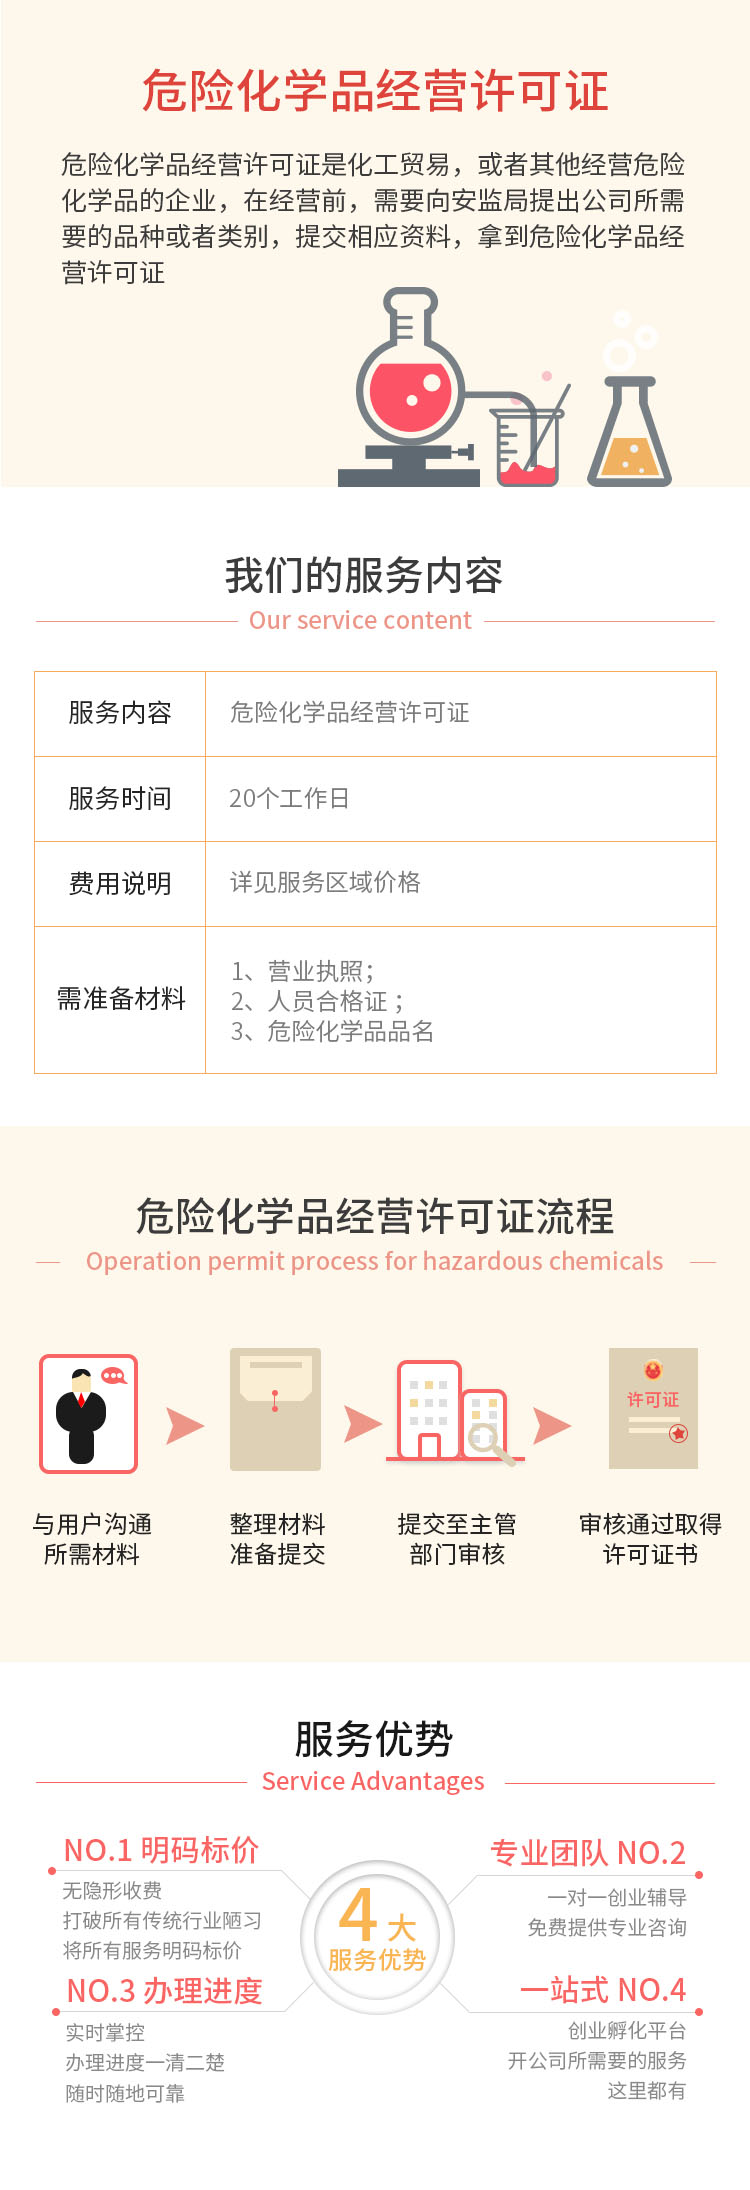 危险化学品经营许可证
危险化学品经营许可证是化工贸易，或者其他经营危险
化学品的企业，在经营前，需要向安监局提出公司所需
要的品种或者类别，提交相应资料，拿到危险化学品经
营许可证
我们的服务内容
Our service content
服务内容 危险化学品经营许可证
服务时间 20个工作日
费用说明 详见服务区域价格
需准备材料
1、营业执照；
2、人员合格证；
3、危险化学品品名
危险化学品经营许可证流程
Operation permit process for hazardous chemicals
许可证
与用户沟通
所需材料
整理材料
准备提交
提交至主管
部门审核
审核通过取得
许可证书
服务优势
Service Advantages
NO.1 明码标价
无隐形收费
打破所有传统行业陋习
将所有服务明码标价
专业团队 NO.2
一对一创业辅导
免费提供专业咨询
4大
服务优势
NO.3 办理进度
实时掌控
办理进度一清二楚
随时随地可靠
一站式 NO.4
创业孵化平台
开公司所需要的服务
这里都有